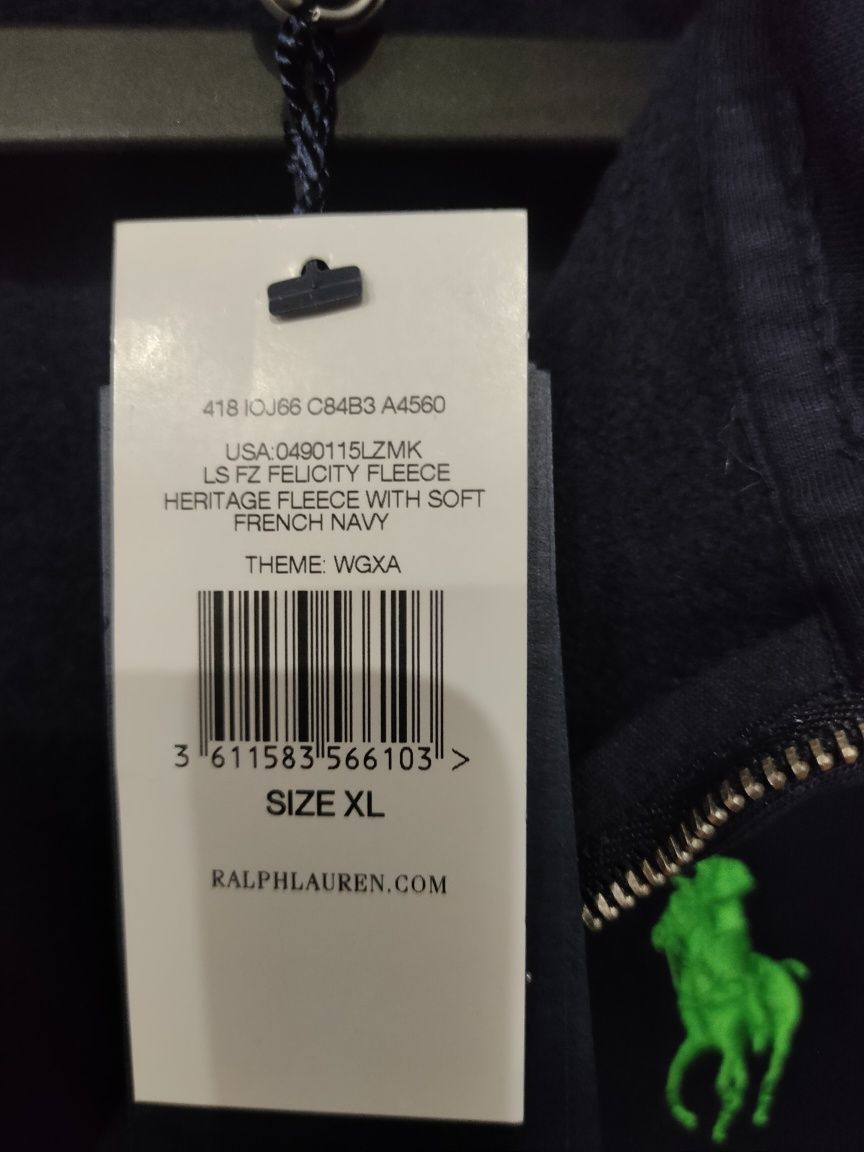 418 IOJ66 C84B3 A4560
USA:0490115LZMK
LS FZ FELICITY FLEECE
HERITAGE FLEECE WITH SOFT
FRENCH NAVY
THEME: WGXA
3 611583 566103 >
SIZE XL
RALPHLAUREN.COM